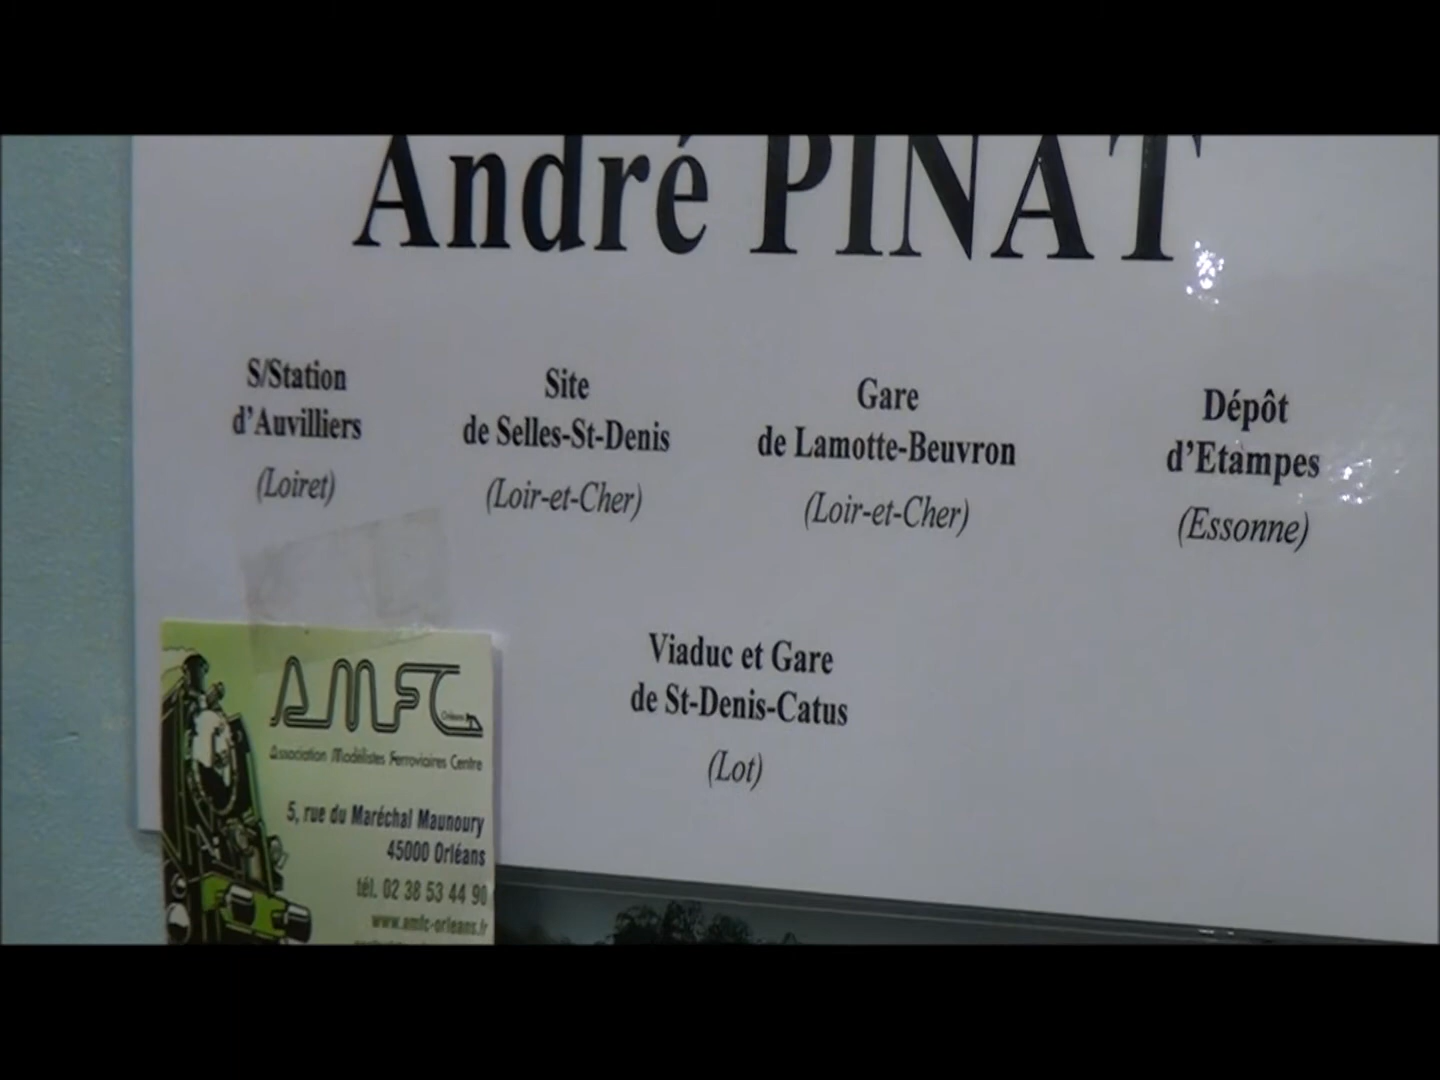 André PINAT
S/Station
d'Auvilliers
(Loiret)
Site
de Selles-St-Denis
(Loir-et-Cher)
Gare
de Lamotte-Beuvron
(Loir-et-Cher)
Dépôt
d'Etampes
(Essonne)
Viaduc et Gare
de St-Denis-Catus
(Lot)
AMFC
Orléans
Association Modélistes Ferroviaires Centre
5, rue du Maréchal Maunoury
45000 Orléans
tél. 02 38 53 44 90
www.amfc-orleans.fr